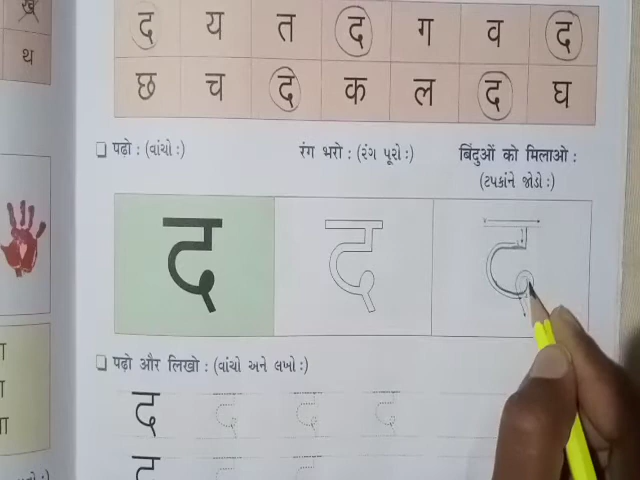 ख
थ
द य त द ग व द
छ च द क ल द घ
❑ पढ़ो : (વાંચો :) रंग भरो : (રંગ પૂરો :) बिंदुओं को मिलाओ :
(ટપકાંને જોડો :)
द द द
❑ पढ़ो और लिखो : (વાંચો અને લખો :)
द द द द